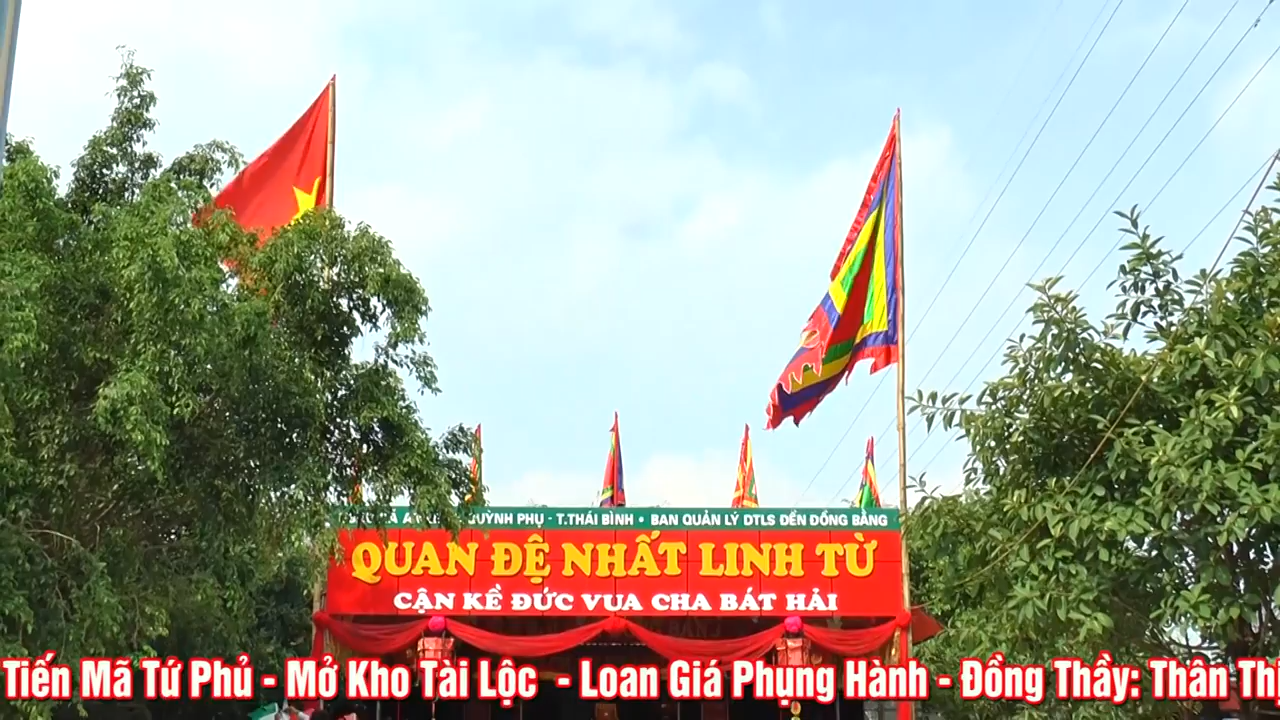 QUỲNH PHỤ - T.THÁI BÌNH • BAN QUẢN LÝ DTLS ĐỀN ĐỒNG BẰNG
QUAN ĐỆ NHẤT LINH TỪ
CẬN KỀ ĐỨC VUA CHA BÁT HẢI
Tiến Mã Tứ Phủ - Mở Kho Tài Lộc - Loan Giá Phụng Hành - Đồng Thầy: Thân